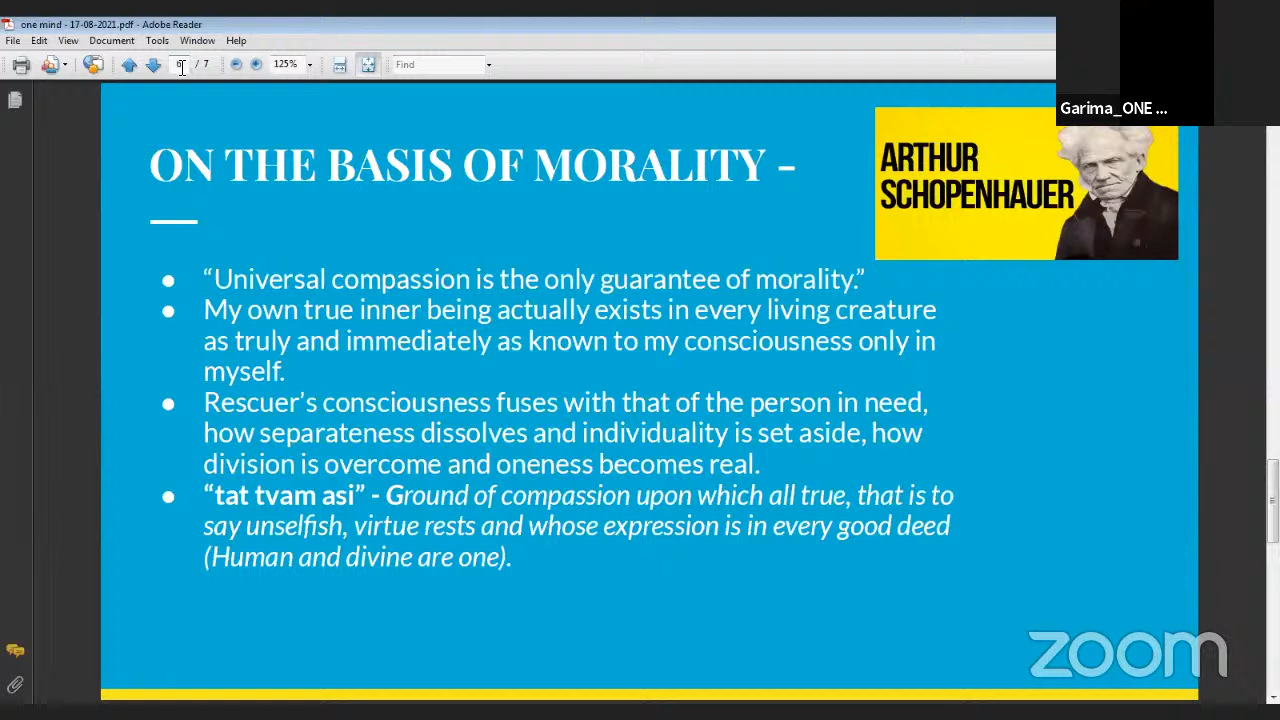 one mind - 17-08-2021.pdf - Adobe Reader
File Edit View Document Tools Window Help
6 / 7 125% Find
Garima_ONE ...
ON THE BASIS OF MORALITY -
ARTHUR
SCHOPENHAUER
● “Universal compassion is the only guarantee of morality.”
● My own true inner being actually exists in every living creature
as truly and immediately as known to my consciousness only in
myself.
● Rescuer’s consciousness fuses with that of the person in need,
how separateness dissolves and individuality is set aside, how
division is overcome and oneness becomes real.
● “tat tvam asi” - Ground of compassion upon which all true, that is to
say unselfish, virtue rests and whose expression is in every good deed
(Human and divine are one).
zoom